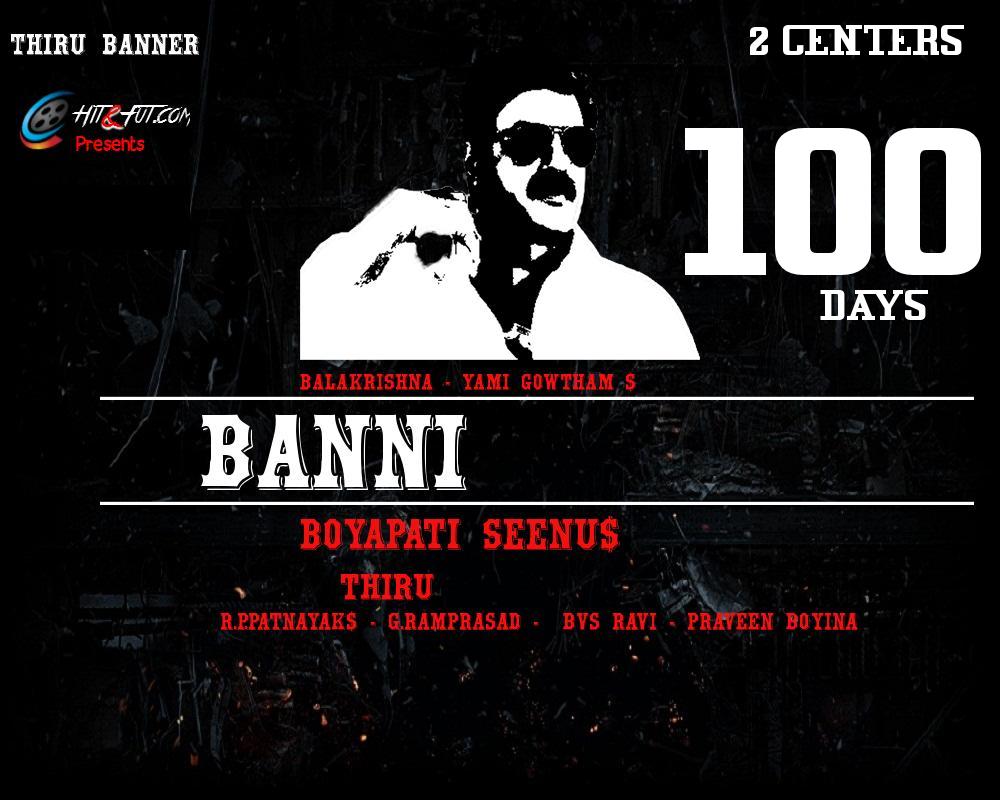 THIRU BANNER
2 CENTERS
HIT&FUT.COM
Presents
100
DAYS
BALAKRISHNA - YAMI GOWTHAM $
BANNI
BOYAPATI SEENU$
THIRU
R.P.PATNAYAK$ - G.RAMPRASAD - BVS RAVI - PRAVEEN BOYINA